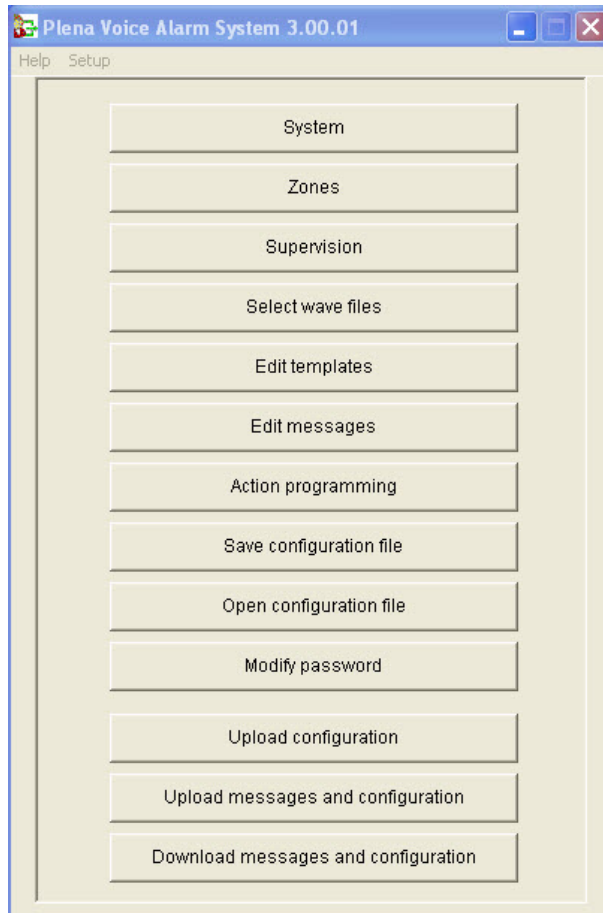 Plena Voice Alarm System 3.00.01
Help Setup
System
Zones
Supervision
Select wave files
Edit templates
Edit messages
Action programming
Save configuration file
Open configuration file
Modify password
Upload configuration
Upload messages and configuration
Download messages and configuration